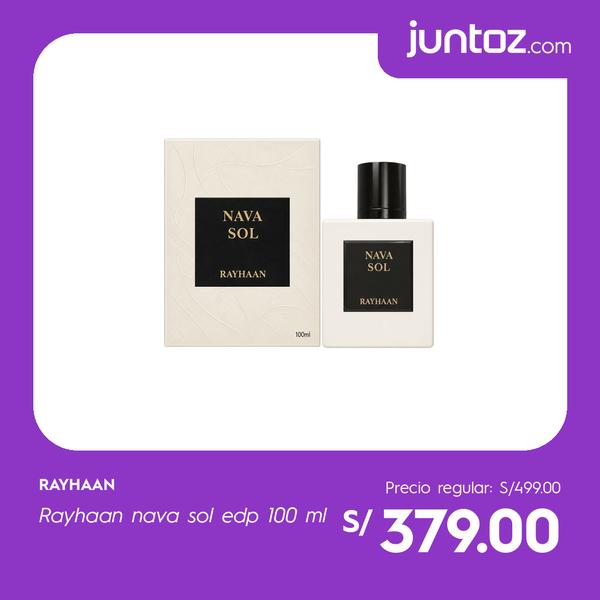 juntoz.com
NAVA
SOL
RAYHAAN
100ml
NAVA
SOL
RAYHAAN
RAYHAAN
Rayhaan nava sol edp 100 ml
Precio regular: S/499.00
S/ 379.00